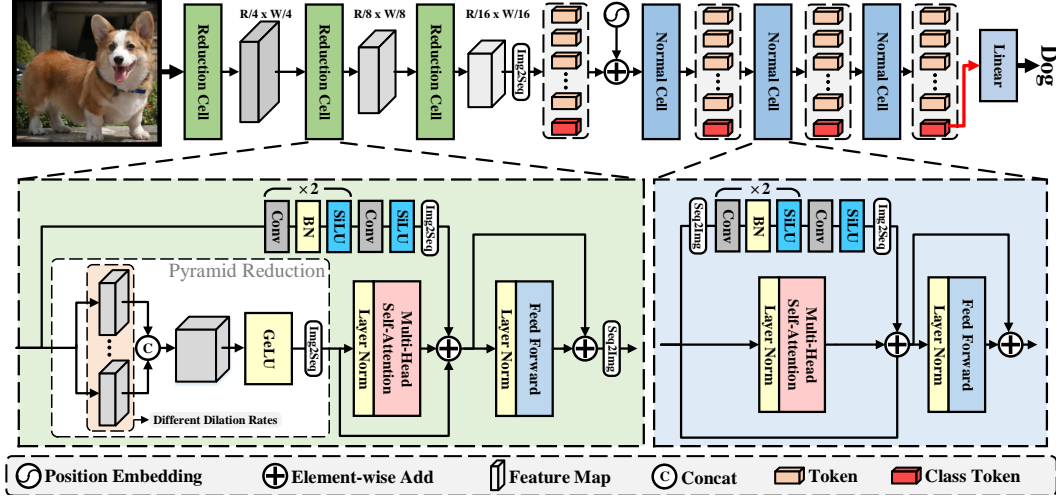 R/4 x W/4
R/8 x W/8
R/16 x W/16
Reduction Cell
Reduction Cell
Reduction Cell
Img2Seq
Normal Cell
Normal Cell
Normal Cell
Linear
Dog
× 2
Conv
BN
SiLU
Conv
SiLU
Img2Seq
Pyramid Reduction
C
GeLU
Img2Seq
Layer Norm
Multi-Head
Self-Attention
Layer Norm
Feed Forward
Seq2Img
Different Dilation Rates
× 2
Seq2Img
Conv
BN
SiLU
Conv
SiLU
Img2Seq
Layer Norm
Multi-Head
Self-Attention
Layer Norm
Feed Forward
Position Embedding
Element-wise Add
Feature Map
C
Concat
Token
Class Token